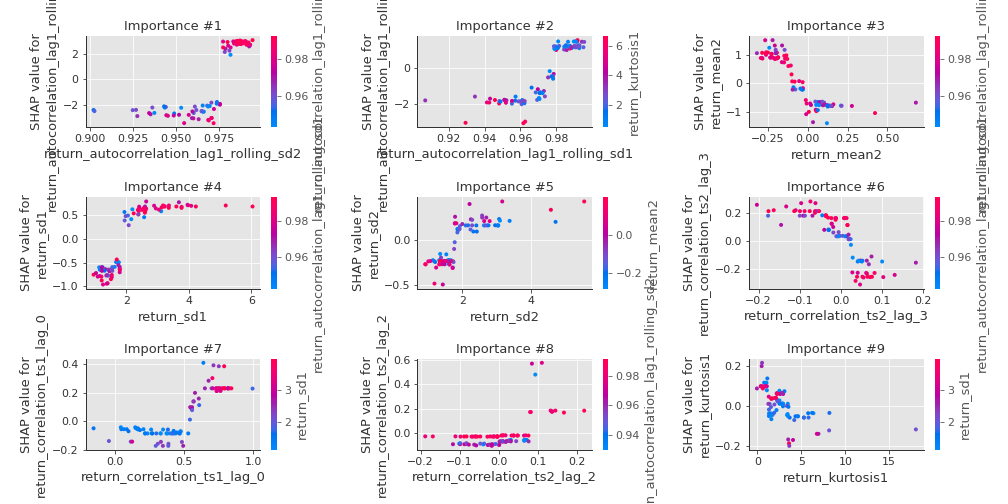 Importance #1
SHAP value for
return_autocorrelation_lag1_rolling_sd2
2
0
−2
0.900
0.925
0.950
0.975
return_autocorrelation_lag1_rolling_sd2
0.98
0.96
Importance #2
SHAP value for
return_autocorrelation_lag1_rolling_sd1
0
−2
0.92
0.94
0.96
0.98
return_autocorrelation_lag1_rolling_sd1
6
4
2
return_kurtosis1
Importance #3
SHAP value for
return_mean2
1
0
−1
−0.25
0.00
0.25
0.50
return_mean2
0.98
0.96
Importance #4
SHAP value for
return_sd1
0.5
0.0
−0.5
−1.0
2
4
6
return_sd1
0.98
0.96
Importance #5
SHAP value for
return_sd2
0.0
−0.5
2
4
return_sd2
0.0
−0.2
return_mean2
Importance #6
SHAP value for
return_correlation_ts2_lag_3
0.2
0.0
−0.2
−0.2
−0.1
0.0
0.1
0.2
return_correlation_ts2_lag_3
0.98
0.96
Importance #7
SHAP value for
return_correlation_ts1_lag_0
0.4
0.2
0.0
−0.2
0.0
0.5
1.0
return_correlation_ts1_lag_0
3
2
return_sd1
Importance #8
SHAP value for
return_correlation_ts2_lag_2
0.6
0.4
0.2
0.0
−0.2
−0.1
0.0
0.1
0.2
return_correlation_ts2_lag_2
0.98
0.96
0.94
return_autocorrelation_lag1_rolling_sd2
Importance #9
SHAP value for
return_kurtosis1
0.2
0.0
−0.2
0
5
10
15
return_kurtosis1
3
2
return_sd1